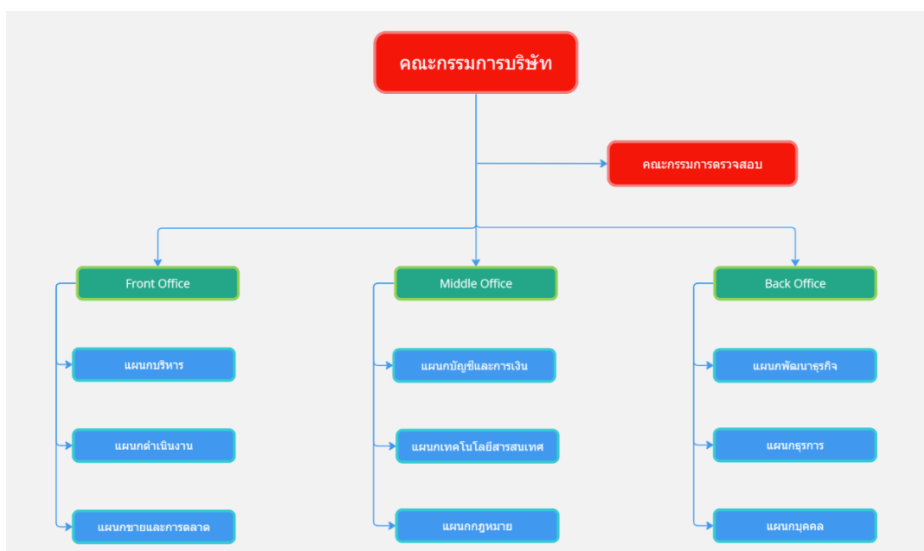 คณะกรรมการบริษัท
คณะกรรมการตรวจสอบ
Front Office
Middle Office
Back Office
แผนกบริหาร
แผนกบัญชีและการเงิน
แผนกพัฒนาธุรกิจ
แผนกดำเนินงาน
แผนกเทคโนโลยีสารสนเทศ
แผนกธุรการ
แผนกขายและการตลาด
แผนกกฎหมาย
แผนกบุคคล